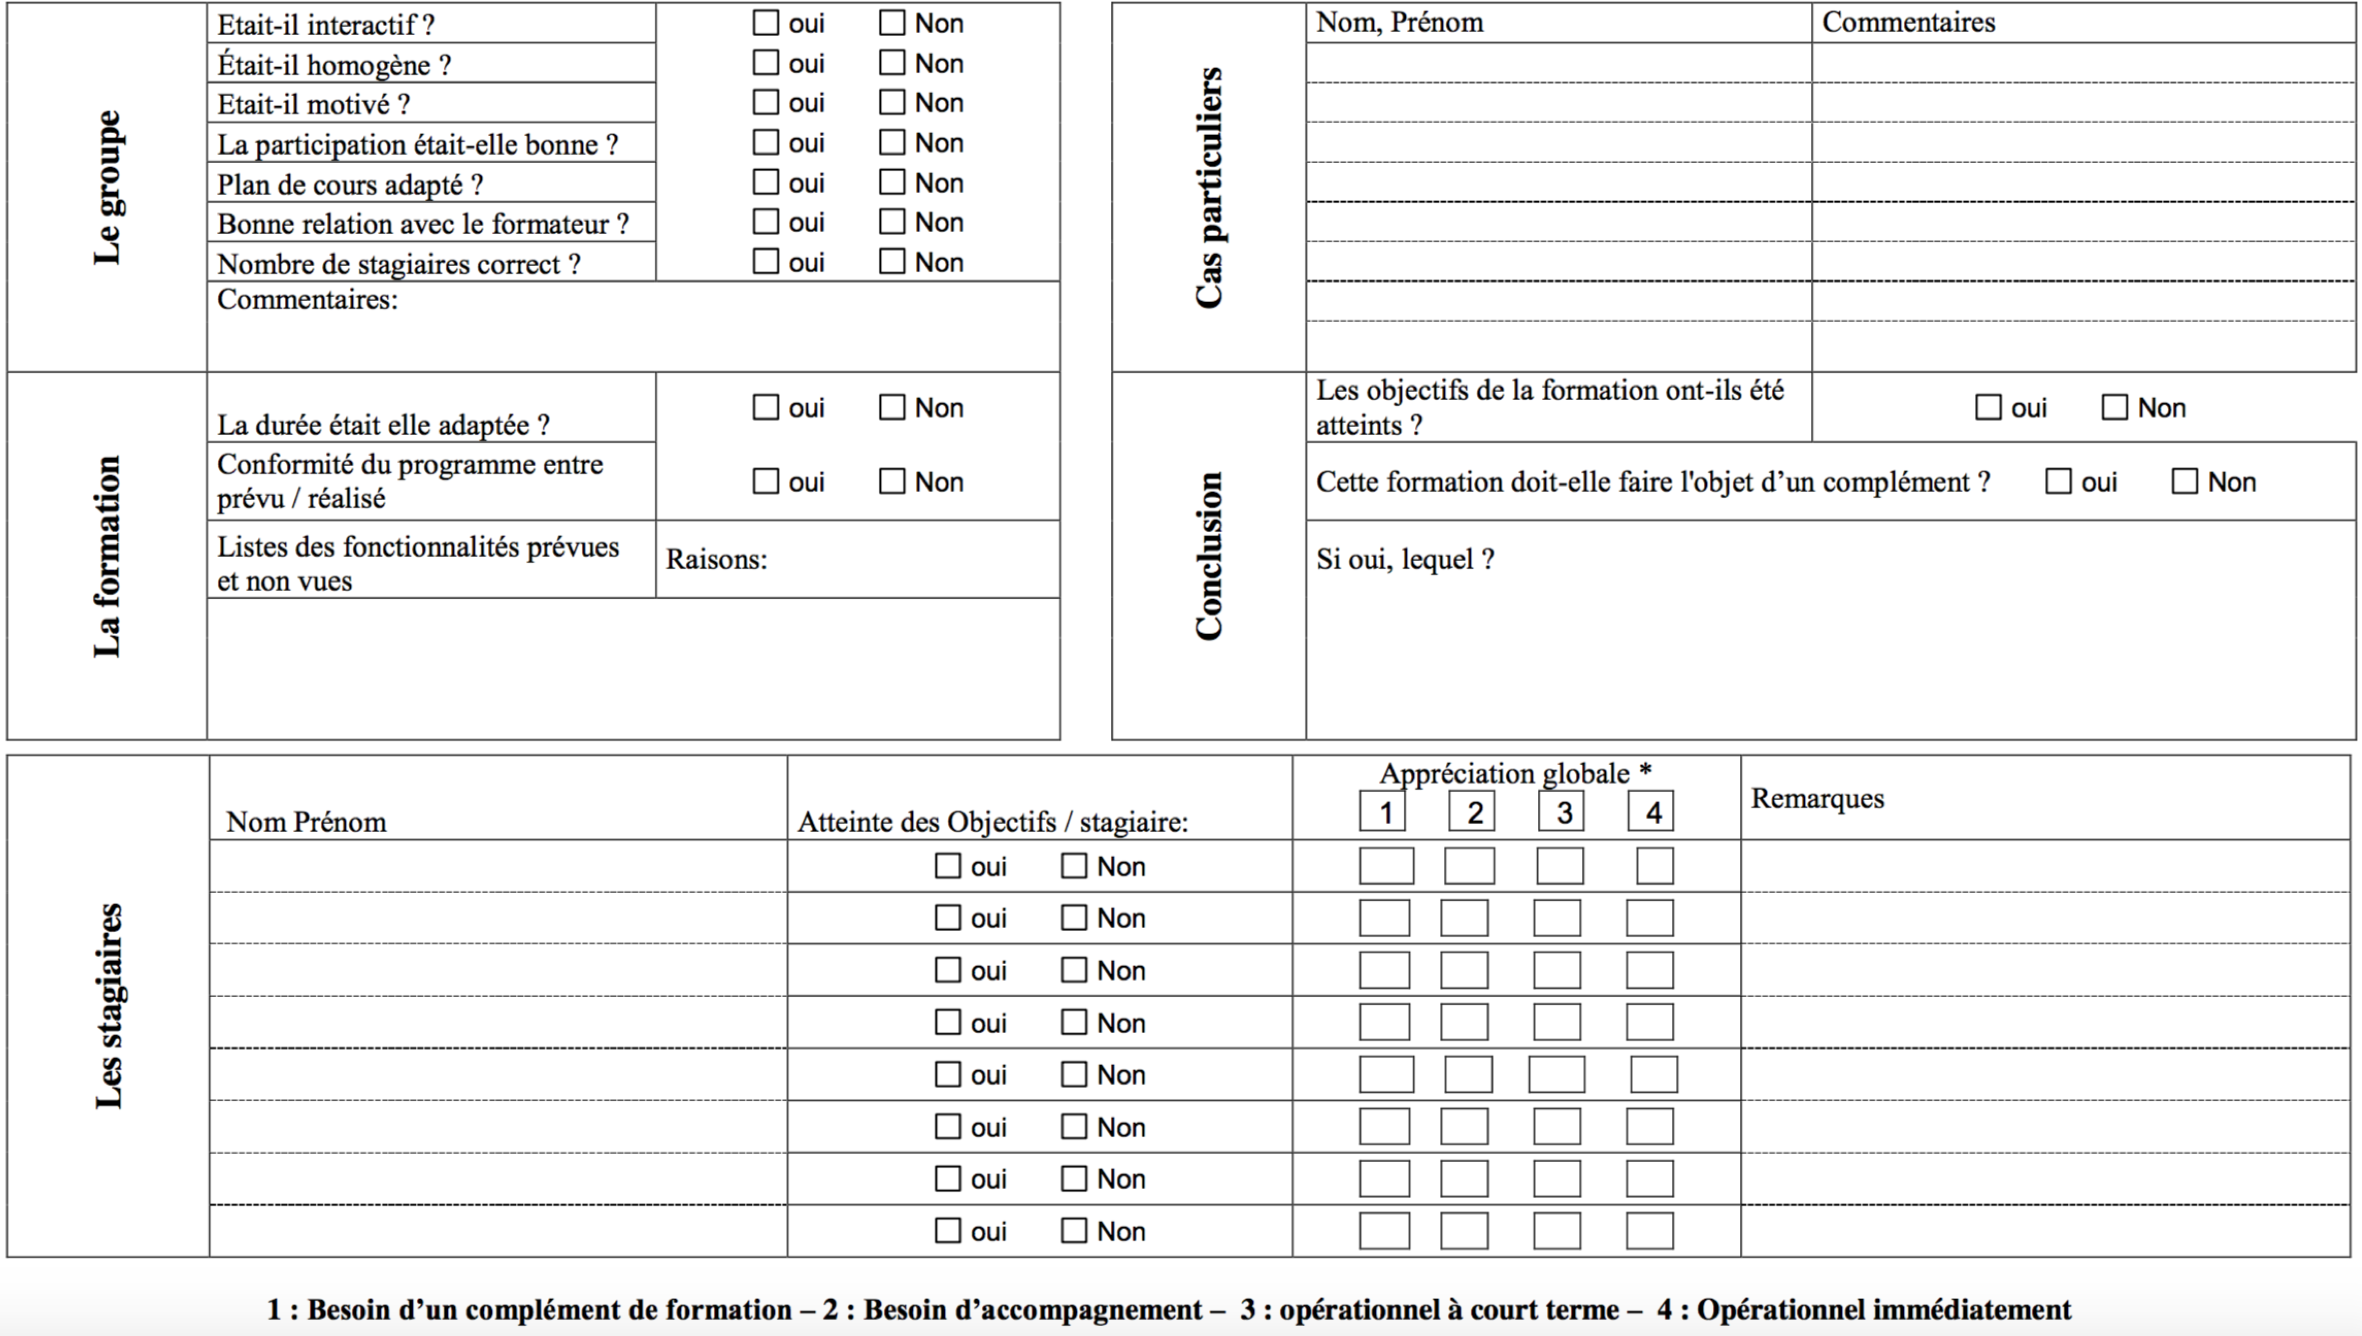 Le groupe
Etait-il interactif ? oui Non
Était-il homogène ? oui Non
Etait-il motivé ? oui Non
La participation était-elle bonne ? oui Non
Plan de cours adapté ? oui Non
Bonne relation avec le formateur ? oui Non
Nombre de stagiaires correct ? oui Non
Commentaires:
Cas particuliers
Nom, Prénom Commentaires
La formation
La durée était elle adaptée ? oui Non
Conformité du programme entre
prévu / réalisé oui Non
Listes des fonctionnalités prévues
et non vues
Raisons:
Conclusion
Les objectifs de la formation ont-ils été
atteints ? oui Non
Cette formation doit-elle faire l'objet d’un complément ? oui Non
Si oui, lequel ?
Les stagiaires
Nom Prénom
Atteinte des Objectifs / stagiaire:
Appréciation globale *
1 2 3 4
Remarques
oui Non
oui Non
oui Non
oui Non
oui Non
oui Non
oui Non
oui Non
1 : Besoin d’un complément de formation – 2 : Besoin d’accompagnement – 3 : opérationnel à court terme – 4 : Opérationnel immédiatement